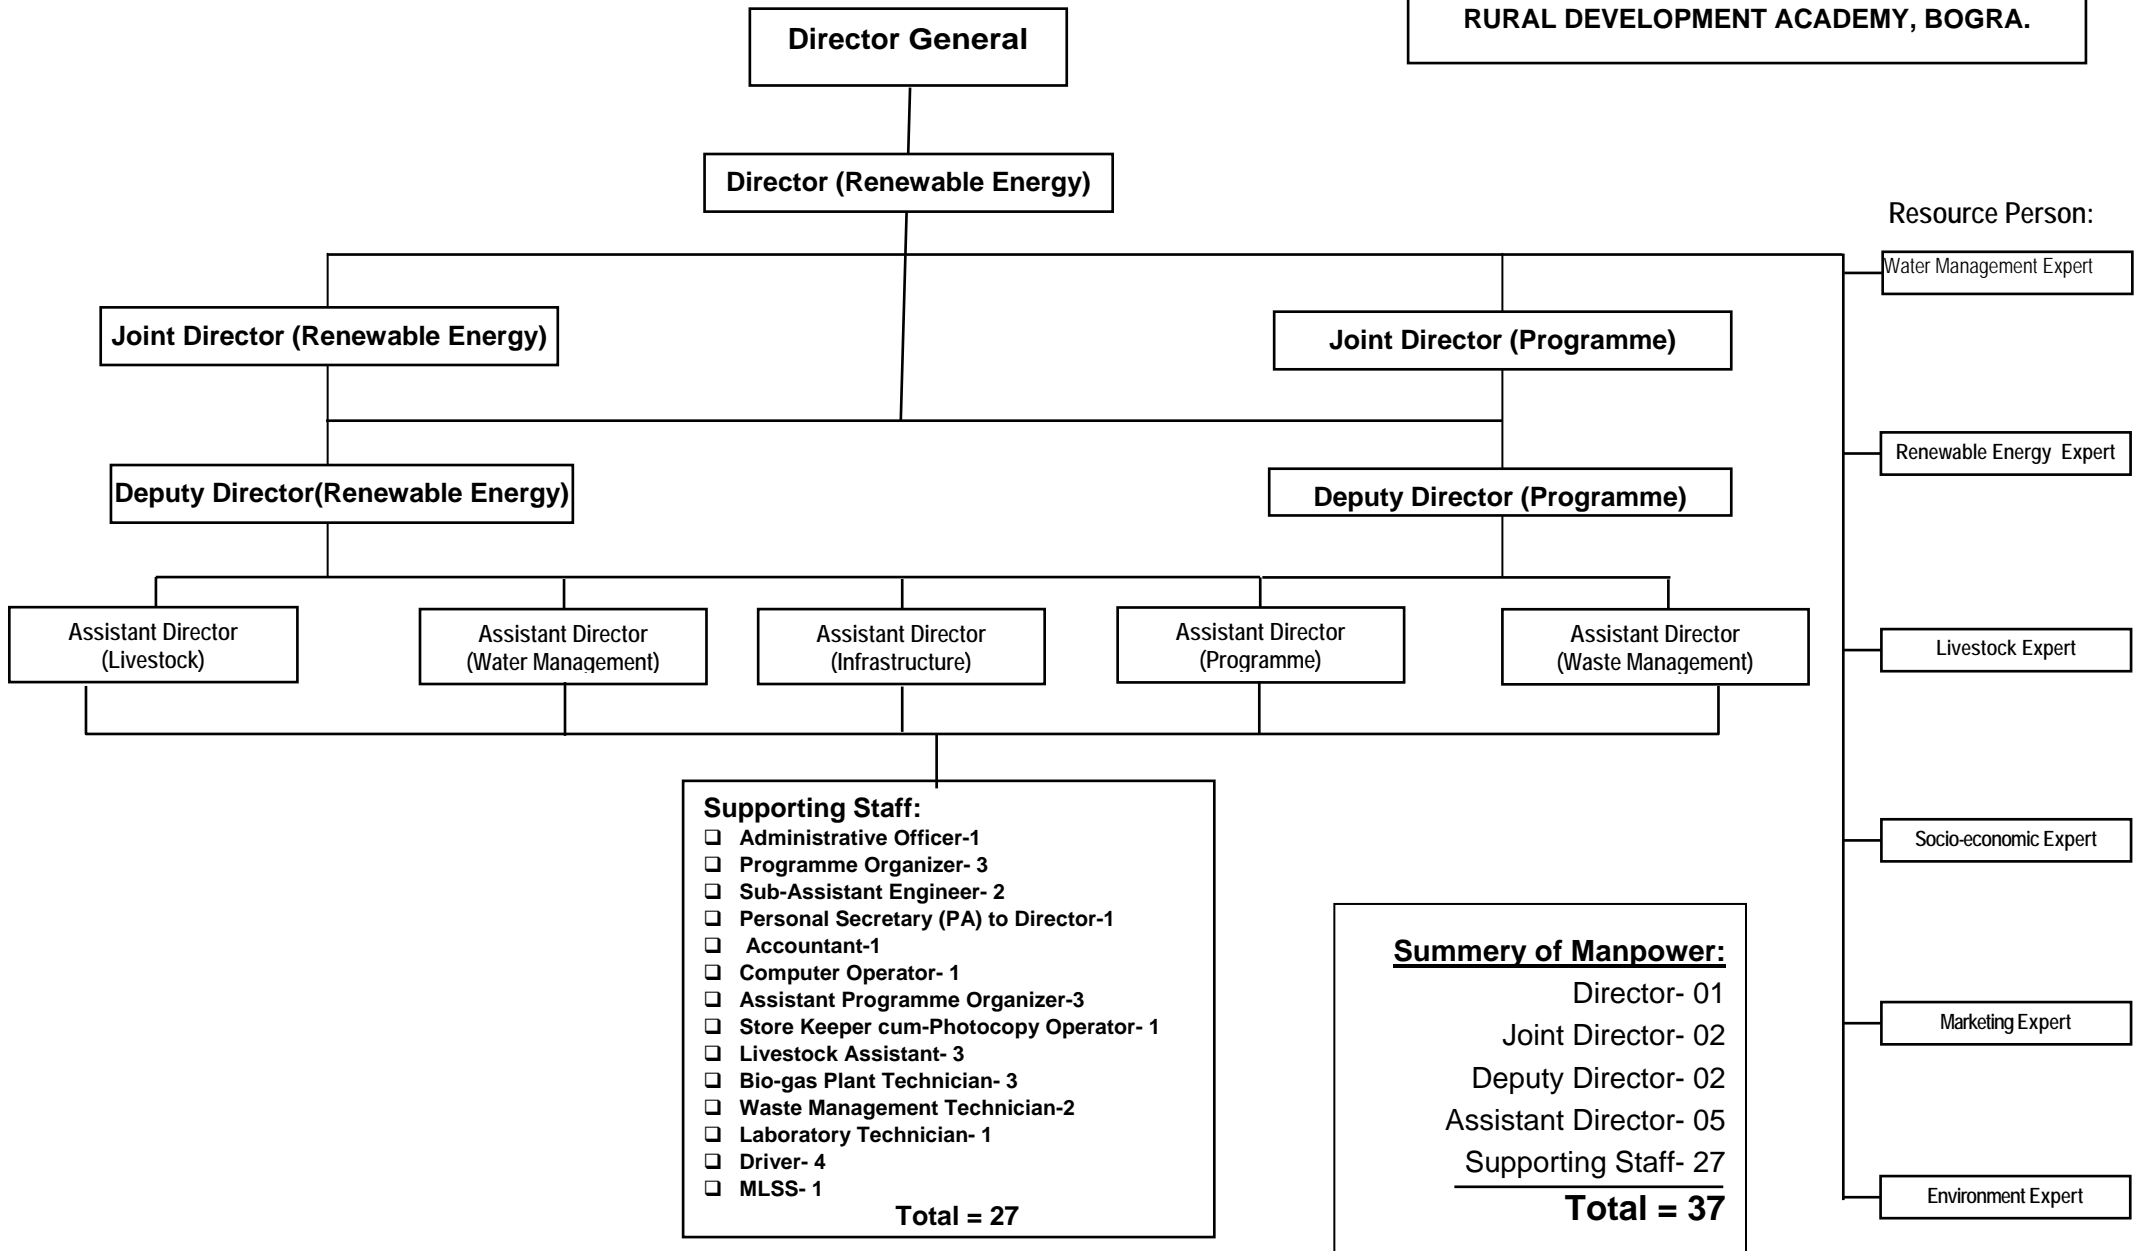 RURAL DEVELOPMENT ACADEMY, BOGRA.
Director General
Director (Renewable Energy)
Resource Person:
Water Management Expert
Joint Director (Renewable Energy)
Joint Director (Programme)
Renewable Energy Expert
Deputy Director(Renewable Energy)
Deputy Director (Programme)
Assistant Director
(Livestock)
Assistant Director
(Water Management)
Assistant Director
(Infrastructure)
Assistant Director
(Programme)
Assistant Director
(Waste Management)
Livestock Expert
Socio-economic Expert
Marketing Expert
Environment Expert
Supporting Staff:
❑ Administrative Officer-1
❑ Programme Organizer- 3
❑ Sub-Assistant Engineer- 2
❑ Personal Secretary (PA) to Director-1
❑ Accountant-1
❑ Computer Operator- 1
❑ Assistant Programme Organizer-3
❑ Store Keeper cum-Photocopy Operator- 1
❑ Livestock Assistant- 3
❑ Bio-gas Plant Technician- 3
❑ Waste Management Technician-2
❑ Laboratory Technician- 1
❑ Driver- 4
❑ MLSS- 1
Total = 27
Summery of Manpower:
Director- 01
Joint Director- 02
Deputy Director- 02
Assistant Director- 05
Supporting Staff- 27
Total = 37